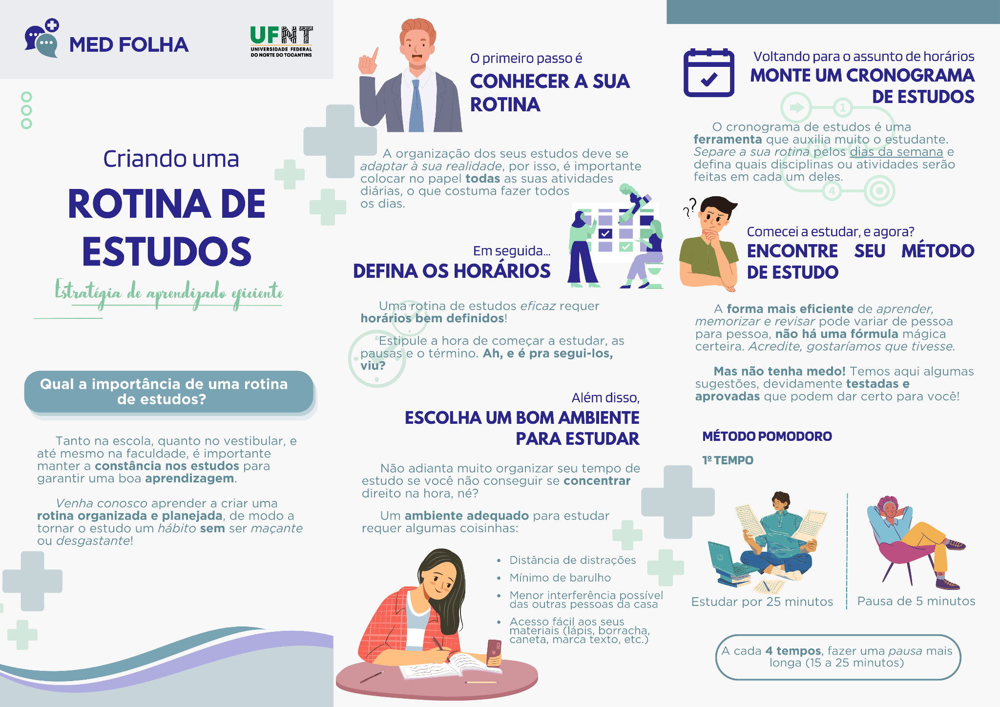 MED FOLHA
UFNT
UNIVERSIDADE FEDERAL
DO NORTE DO TOCANTINS
Criando uma
ROTINA DE
ESTUDOS
Estratégia de aprendizado eficiente
Qual a importância de uma rotina
de estudos?
Tanto na escola, quanto no vestibular, e
até mesmo na faculdade, é importante
manter a constância nos estudos para
garantir uma boa aprendizagem.
Venha conosco aprender a criar uma
rotina organizada e planejada, de modo a
tornar o estudo um hábito sem ser maçante
ou desgastante!
O primeiro passo é
CONHECER A SUA
ROTINA
A organização dos seus estudos deve se
adaptar à sua realidade, por isso, é importante
colocar no papel todas as suas atividades
diárias, o que costuma fazer todos
os dias.
Em seguida...
DEFINA OS HORÁRIOS
Uma rotina de estudos eficaz requer
horários bem definidos!
Estipule a hora de começar a estudar, as
pausas e o término. Ah, e é pra segui-los,
viu?
Além disso,
ESCOLHA UM BOM AMBIENTE
PARA ESTUDAR
Não adianta muito organizar seu tempo de
estudo se você não conseguir se concentrar
direito na hora, né?
Um ambiente adequado para estudar
requer algumas coisinhas:
• Distância de distrações
• Mínimo de barulho
• Menor interferência possível
das outras pessoas da casa
• Acesso fácil aos seus
materiais (lápis, borracha,
caneta, marca texto, etc.)
Voltando para o assunto de horários
MONTE UM CRONOGRAMA
DE ESTUDOS
1
O cronograma de estudos é uma
ferramenta que auxilia muito o estudante.
Separe a sua rotina pelos dias da semana e
defina quais disciplinas ou atividades serão
feitas em cada um deles.
3
2
4
? ?
?
Comecei a estudar, e agora?
ENCONTRE SEU MÉTODO
DE ESTUDO
A forma mais eficiente de aprender,
memorizar e revisar pode variar de pessoa
para pessoa, não há uma fórmula mágica
certeira. Acredite, gostaríamos que tivesse.
Mas não tenha medo! Temos aqui algumas
sugestões, devidamente testadas e
aprovadas que podem dar certo para você!
MÉTODO POMODORO
1º TEMPO
Estudar por 25 minutos
Pausa de 5 minutos
A cada 4 tempos, fazer uma pausa mais
longa (15 a 25 minutos)